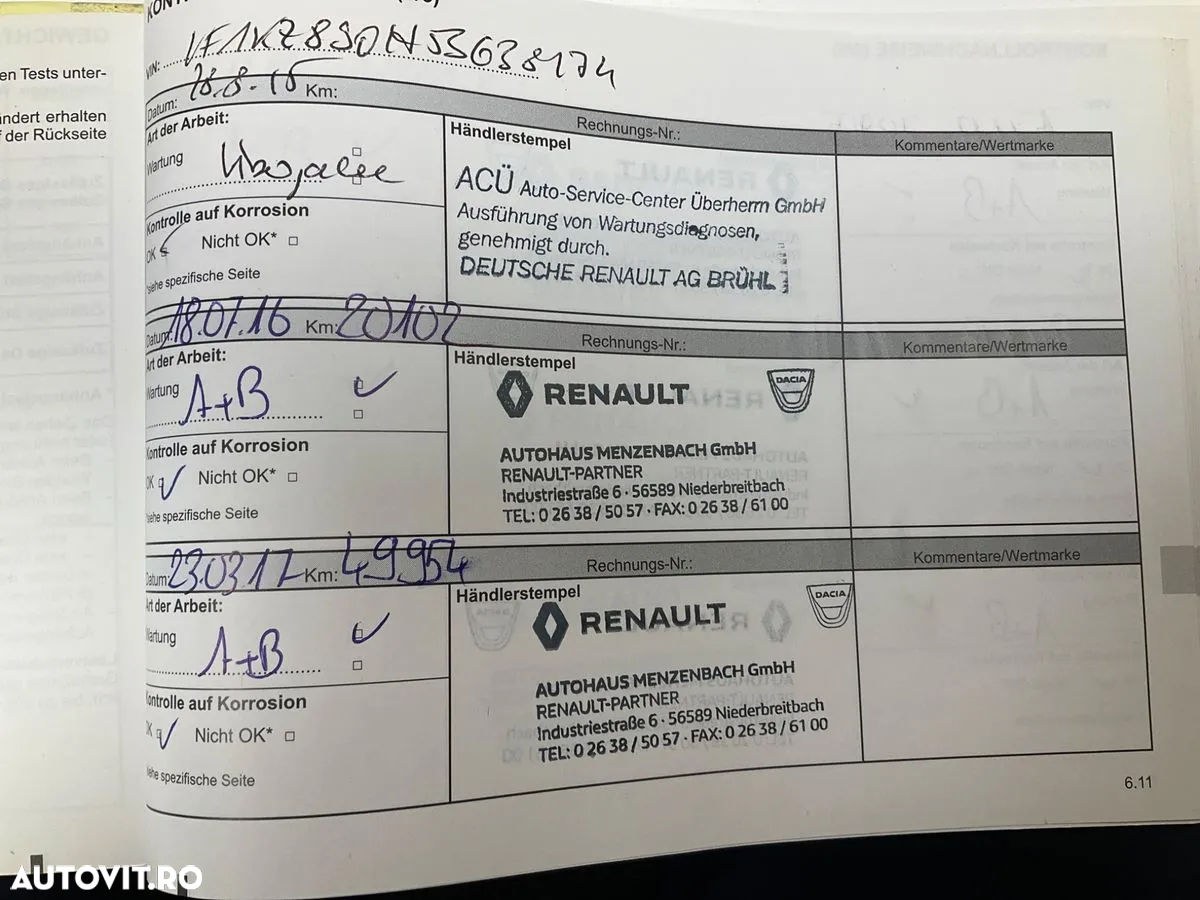 en Tests unter-
ändert erhalten
f der Rückseite
VIN:
Datum: 28.8.15 Km:
Rechnungs-Nr.:
Kommentare/Wertmarke
Art der Arbeit:
Wartung
Händlerstempel
ACÜ Auto-Service-Center Überherrn GmbH
Ausführung von Wartungsdiagnosen,
genehmigt durch.
DEUTSCHE RENAULT AG BRÜHL
Kontrolle auf Korrosion
OK Nicht OK*
siehe spezifische Seite
Datum: 18.07.16 Km: 20102
Rechnungs-Nr.:
Kommentare/Wertmarke
Art der Arbeit:
Wartung A+B
Händlerstempel
RENAULT
DACIA
AUTOHAUS MENZENBACH GmbH
RENAULT-PARTNER
Industriestraße 6 · 56589 Niederbreitbach
TEL: 0 26 38 / 50 57 · FAX: 0 26 38 / 61 00
Kontrolle auf Korrosion
OK Nicht OK*
siehe spezifische Seite
Datum: 23.03.17 Km: 49954
Rechnungs-Nr.:
Kommentare/Wertmarke
Art der Arbeit:
Wartung A+B
Händlerstempel
RENAULT
DACIA
AUTOHAUS MENZENBACH GmbH
RENAULT-PARTNER
Industriestraße 6 · 56589 Niederbreitbach
TEL: 0 26 38 / 50 57 · FAX: 0 26 38 / 61 00
Kontrolle auf Korrosion
OK Nicht OK*
siehe spezifische Seite
6.11
AUTOVIT.RO